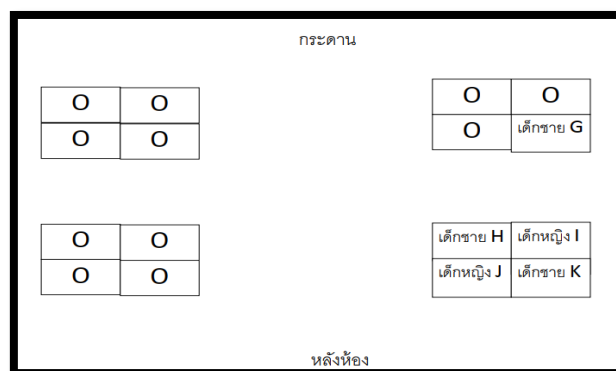 กระดาน
O O
O O
O O
O เด็กชาย G
O O
O O
เด็กชาย H เด็กหญิง I
เด็กหญิง J เด็กชาย K
หลังห้อง